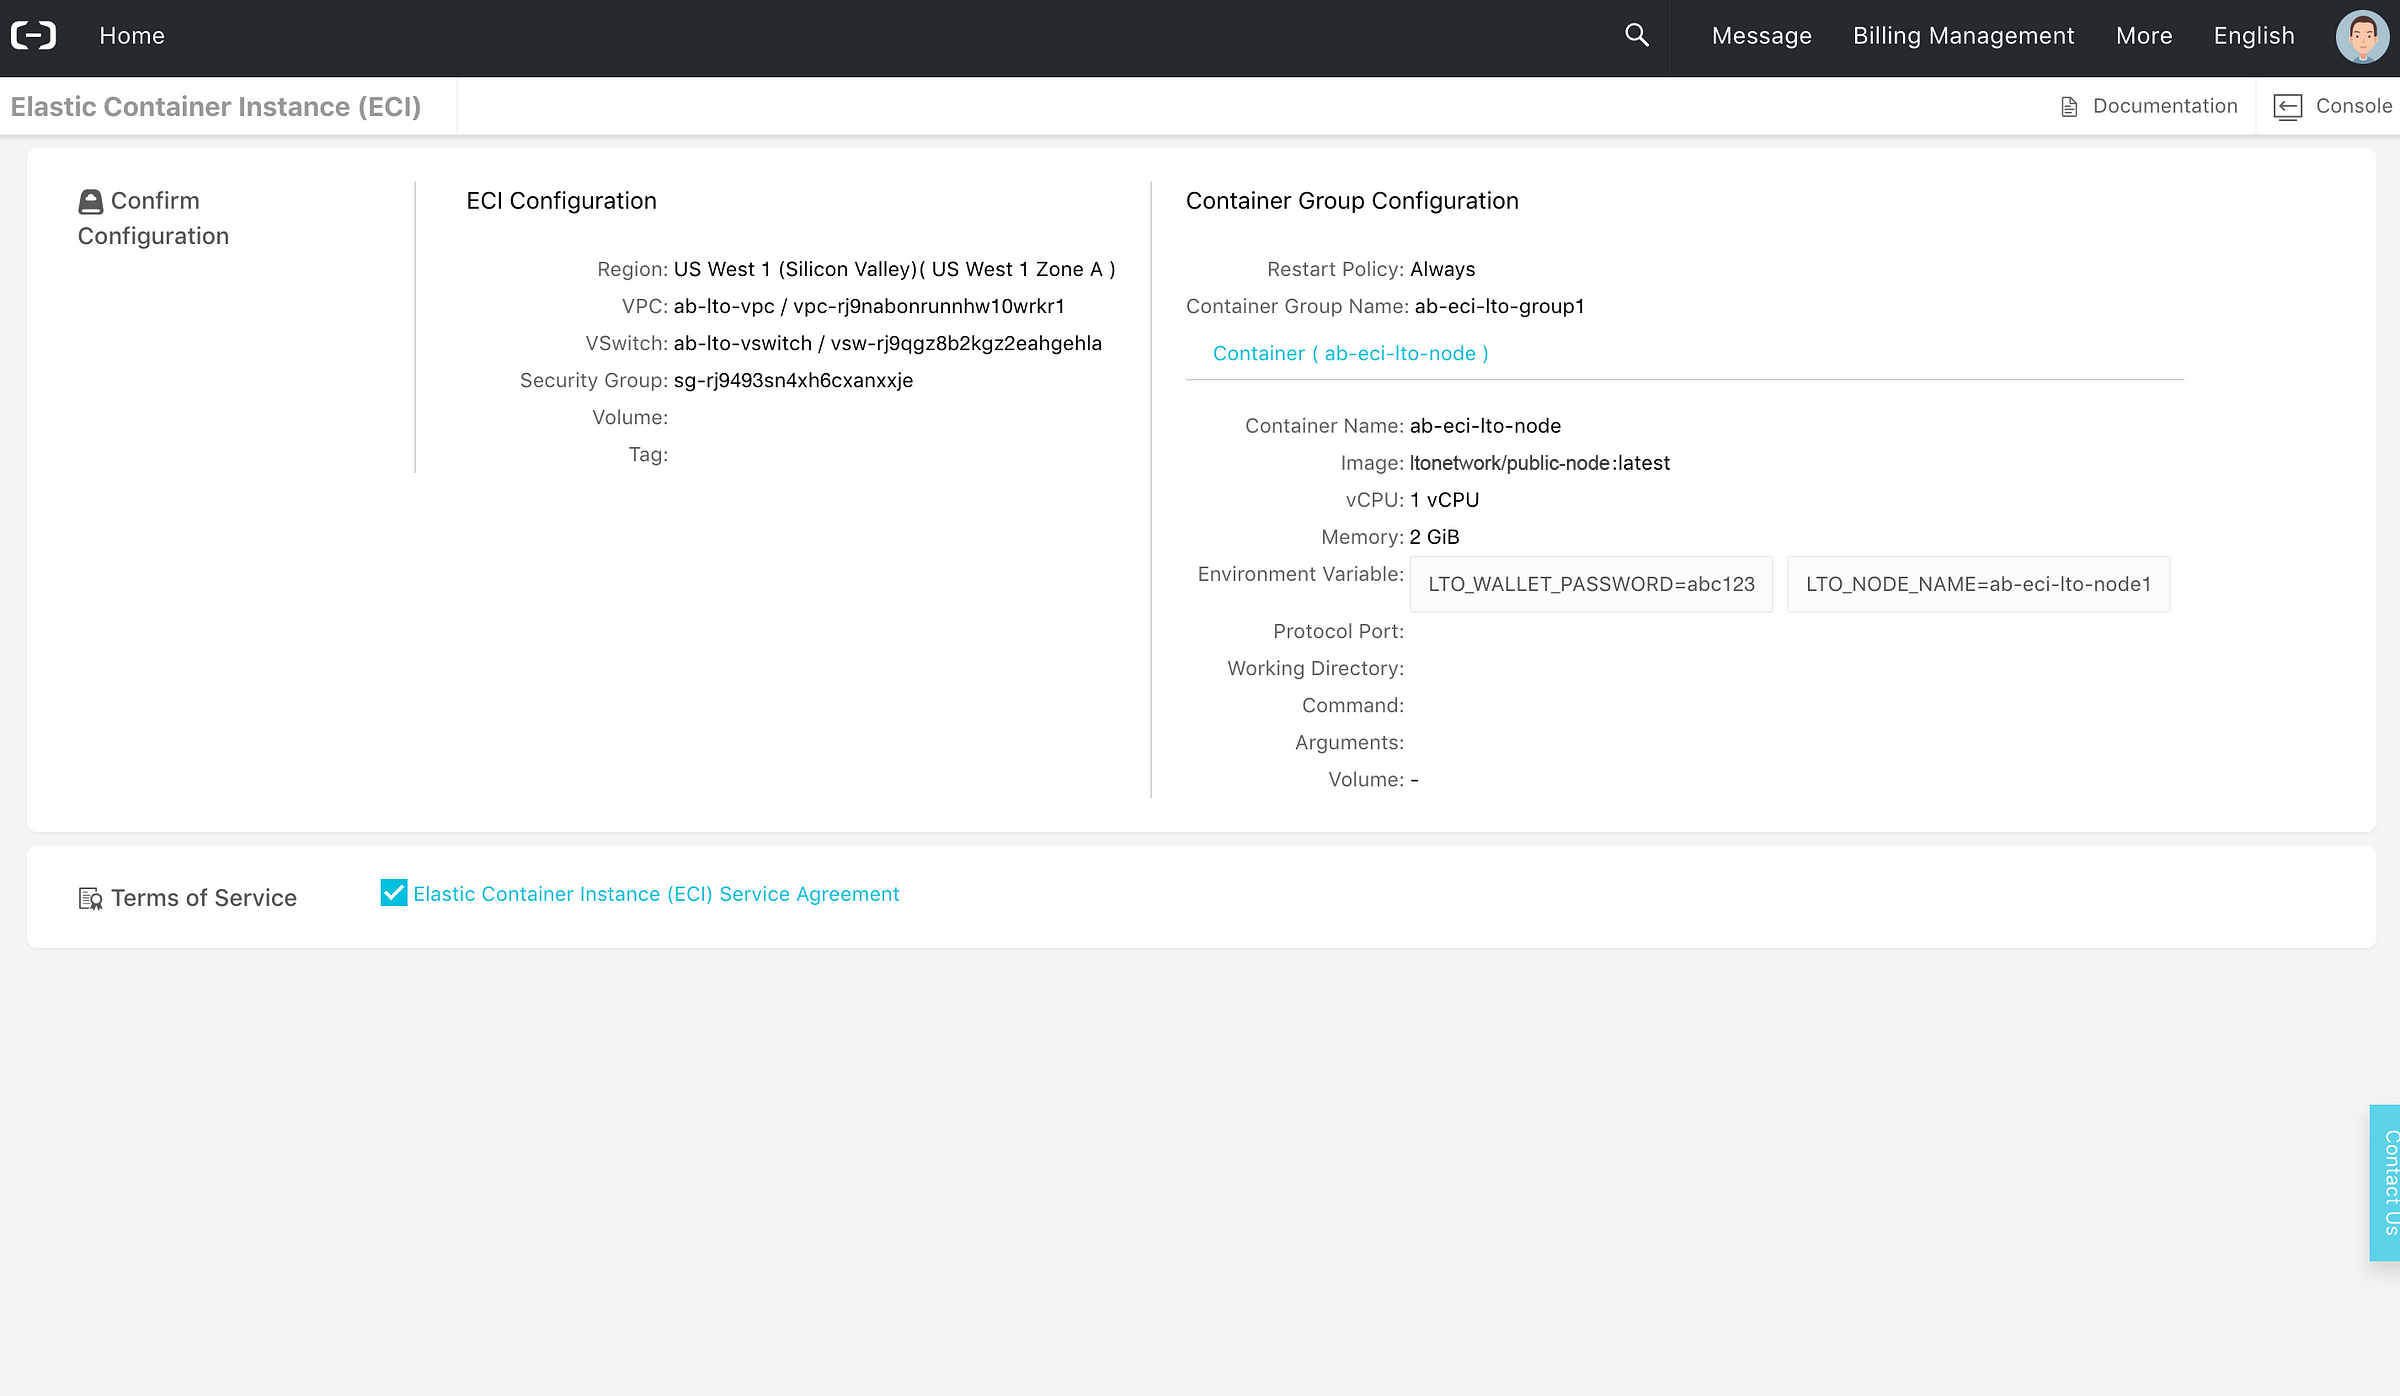 Home
Message
Billing Management
More
English
Elastic Container Instance (ECI)
Documentation
Console
Confirm
Configuration
ECI Configuration
Region: US West 1 (Silicon Valley)( US West 1 Zone A )
VPC: ab-lto-vpc / vpc-rj9nabonrunnhw10wrkr1
VSwitch: ab-lto-vswitch / vsw-rj9qgz8b2kgz2eahgehla
Security Group: sg-rj9493sn4xh6cxanxxje
Volume:
Tag:
Container Group Configuration
Restart Policy: Always
Container Group Name: ab-eci-lto-group1
Container ( ab-eci-lto-node )
Container Name: ab-eci-lto-node
Image: ltonetwork/public-node:latest
vCPU: 1 vCPU
Memory: 2 GiB
Environment Variable: LTO_WALLET_PASSWORD=abc123 LTO_NODE_NAME=ab-eci-lto-node1
Protocol Port:
Working Directory:
Command:
Arguments:
Volume: -
Terms of Service
Elastic Container Instance (ECI) Service Agreement
Contact Us